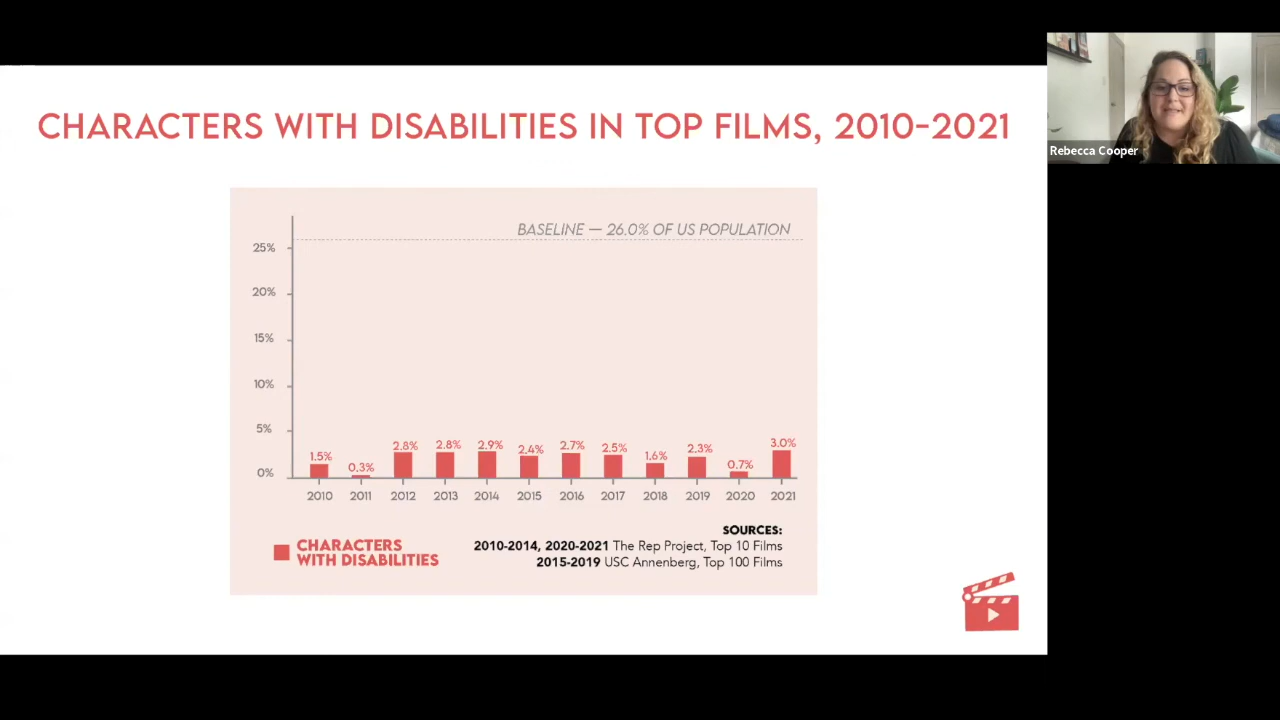 CHARACTERS WITH DISABILITIES IN TOP FILMS, 2010-2021
Rebecca Cooper
BASELINE — 26.0% OF US POPULATION
25%
20%
15%
10%
5%
0%
1.5% 0.3% 2.8% 2.8% 2.9% 2.4% 2.7% 2.5% 1.6% 2.3% 0.7% 3.0%
2010 2011 2012 2013 2014 2015 2016 2017 2018 2019 2020 2021
CHARACTERS
WITH DISABILITIES
SOURCES:
2010-2014, 2020-2021 The Rep Project, Top 10 Films
2015-2019 USC Annenberg, Top 100 Films